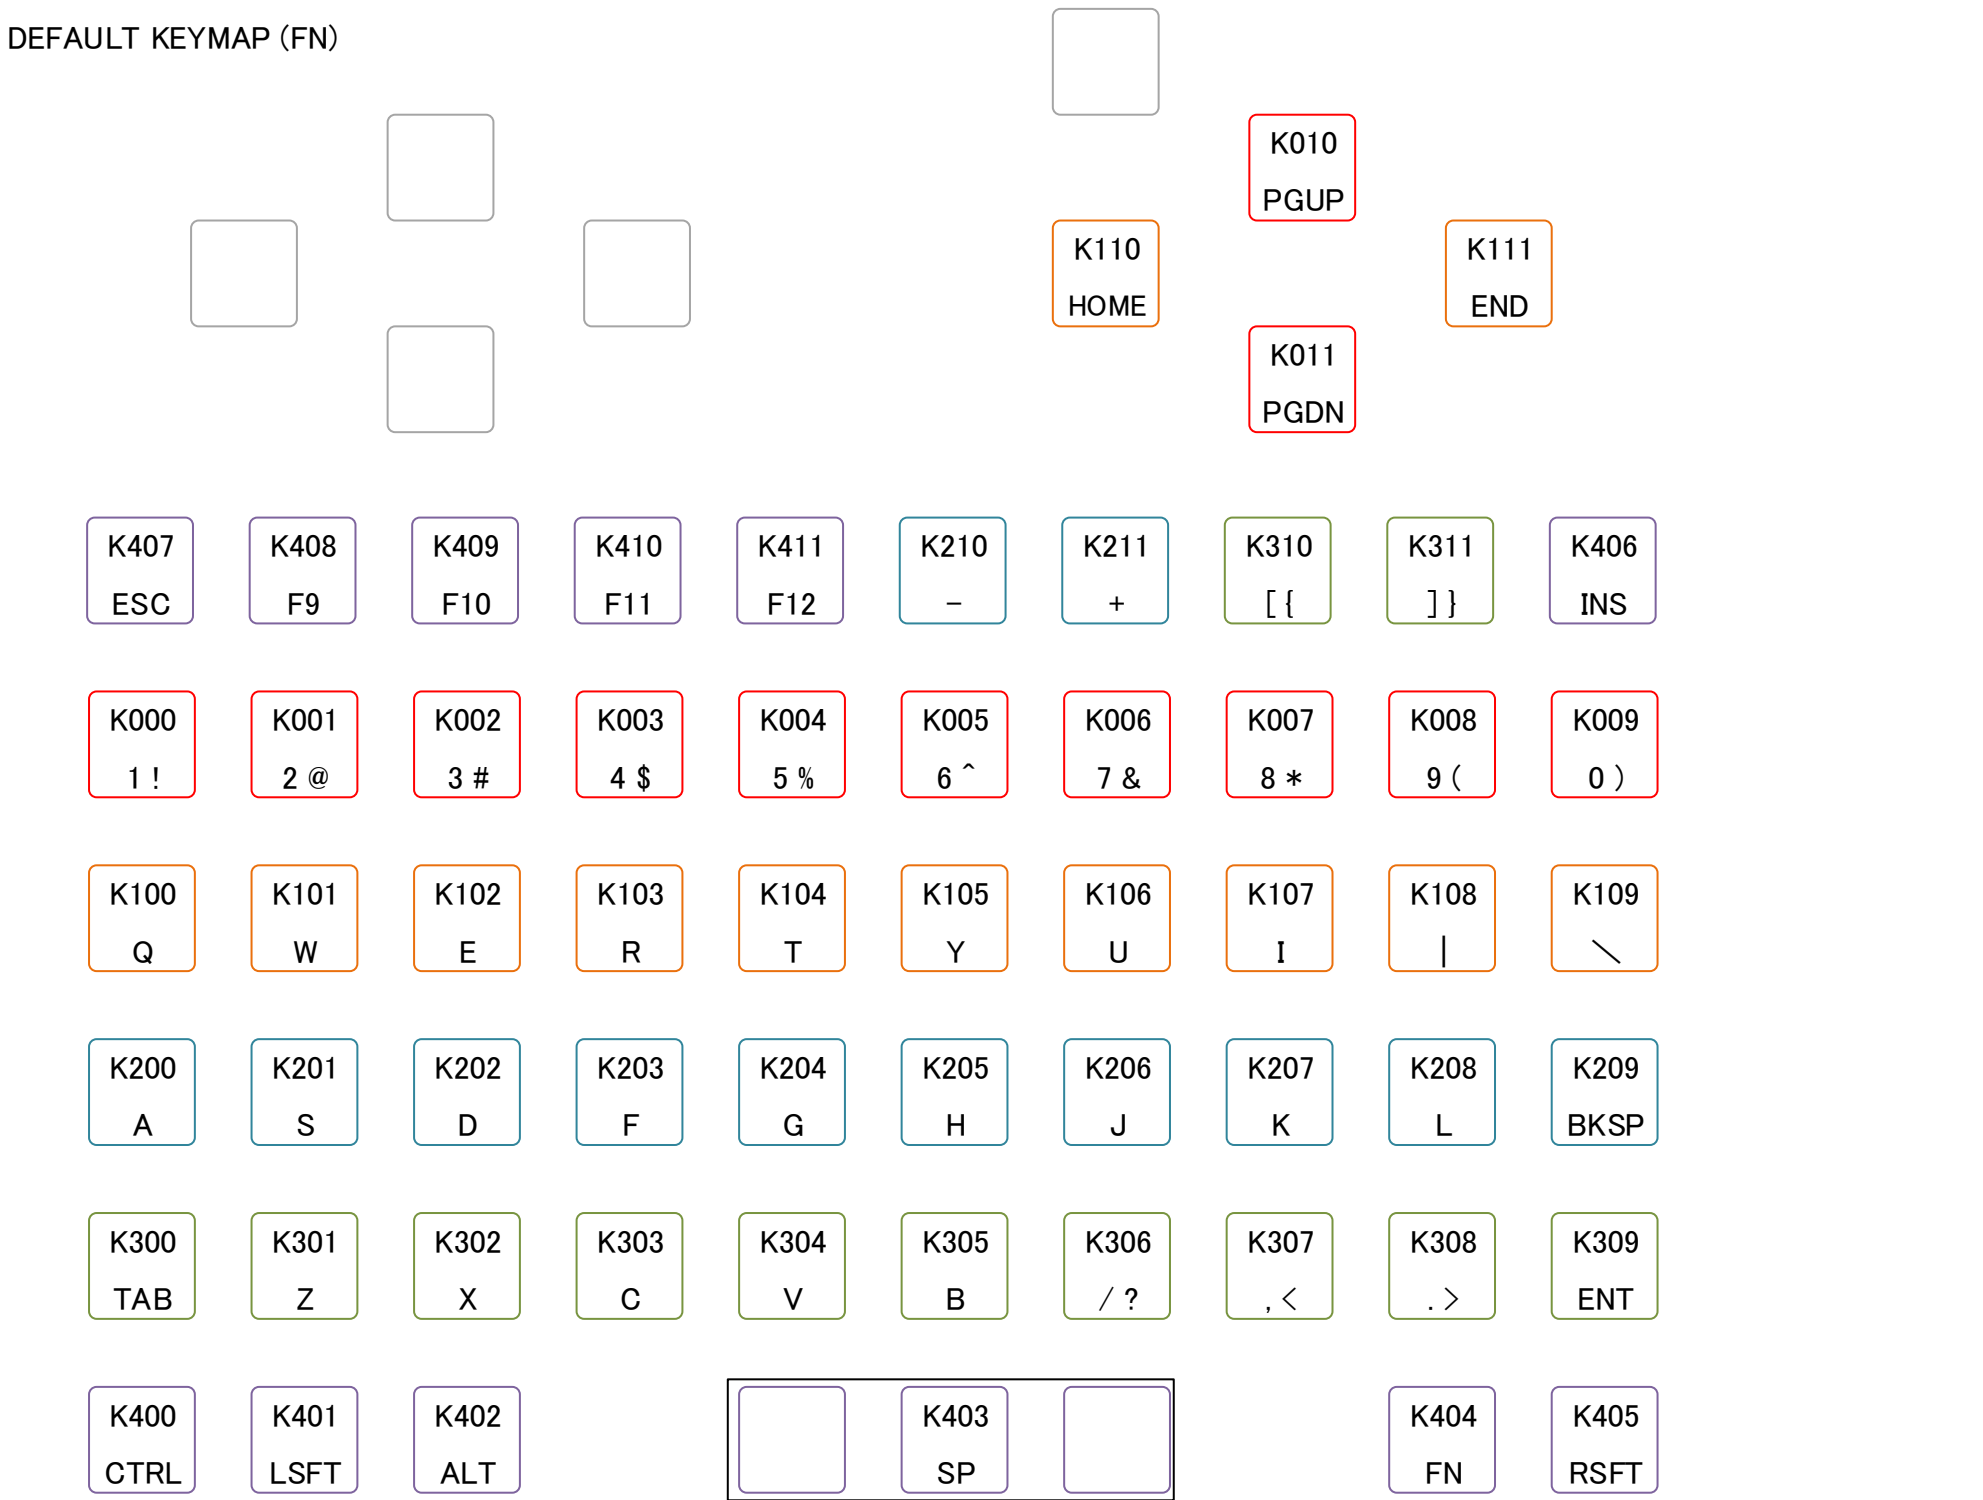 DEFAULT KEYMAP (FN)
K010
PGUP
K110 K111
HOME END
K011
PGDN
K407 K408 K409 K410 K411 K210 K211 K310 K311 K406
ESC F9 F10 F11 F12 - + [ { ] } INS
K000 K001 K002 K003 K004 K005 K006 K007 K008 K009
1 ! 2 @ 3 # 4 $ 5 % 6 ^ 7 & 8 * 9 ( 0 )
K100 K101 K102 K103 K104 K105 K106 K107 K108 K109
Q W E R T Y U I | \
K200 K201 K202 K203 K204 K205 K206 K207 K208 K209
A S D F G H J K L BKSP
K300 K301 K302 K303 K304 K305 K306 K307 K308 K309
TAB Z X C V B / ? , < . > ENT
K400 K401 K402 K403 K404 K405
CTRL LSFT ALT SP FN RSFT